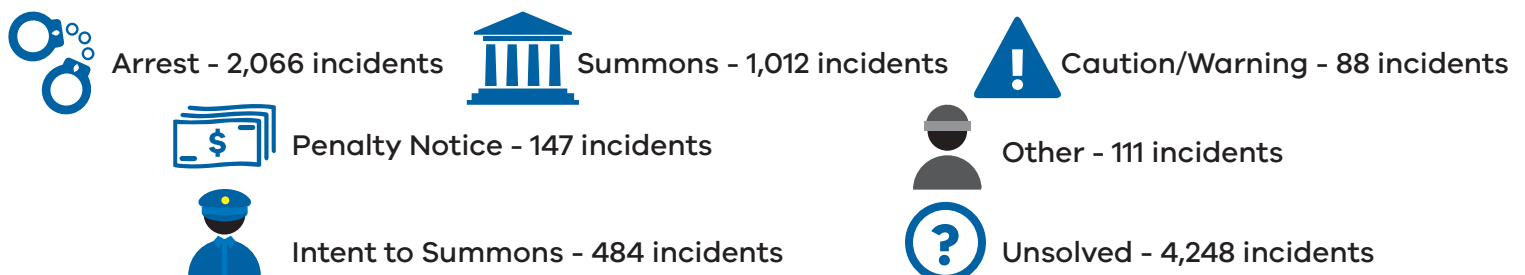 Arrest - 2,066 incidents
Summons - 1,012 incidents
Caution/Warning - 88 incidents
$
Penalty Notice - 147 incidents
Other - 111 incidents
Intent to Summons - 484 incidents
?
Unsolved - 4,248 incidents